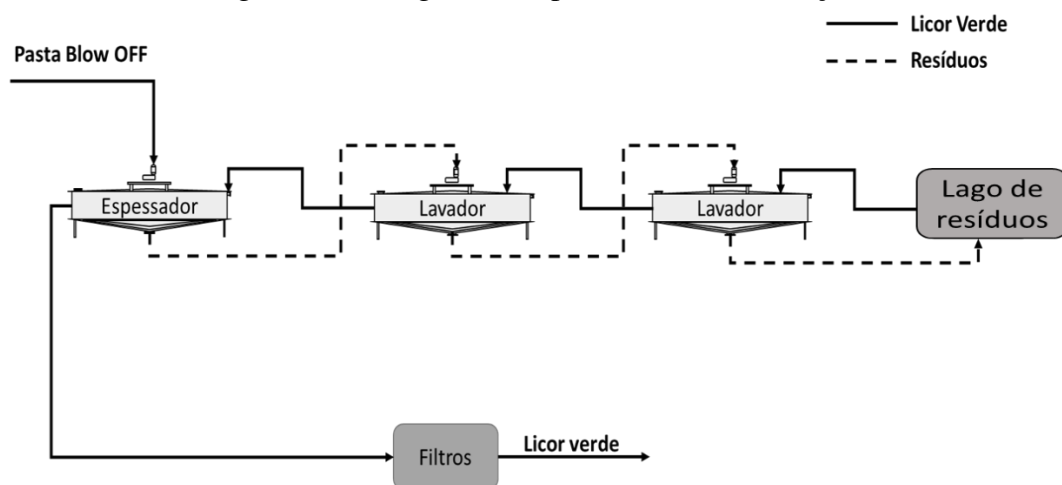 Licor Verde
Pasta Blow OFF
Resíduos
Espessador
Lavador
Lavador
Lago de
resíduos
Filtros
Licor verde